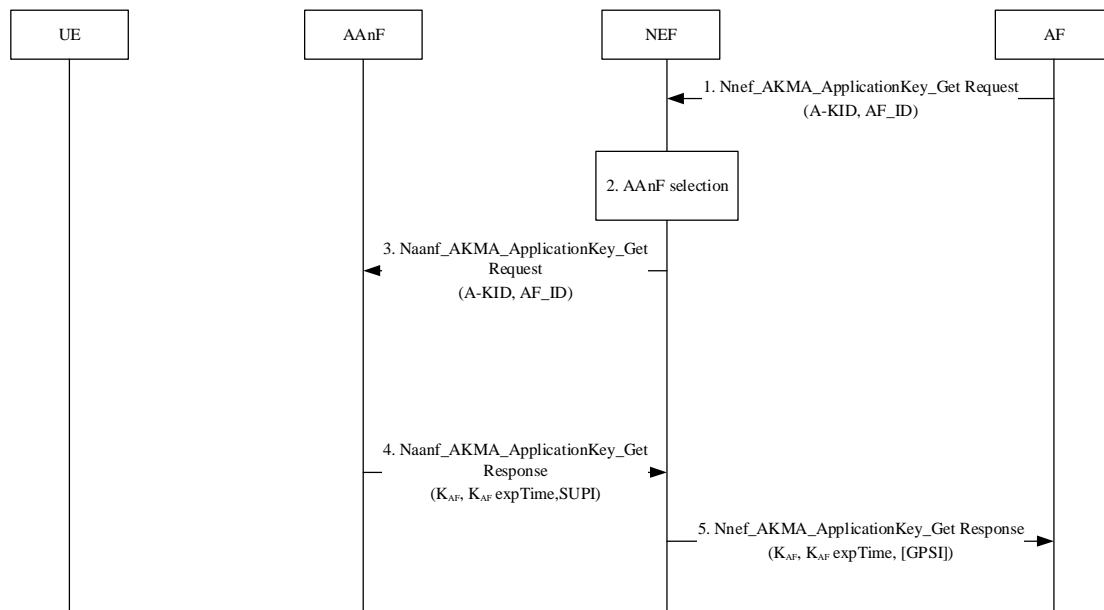 UE
AAnF
NEF
AF
1. Nnef_AKMA_ApplicationKey_Get Request
(A-KID, AF_ID)
2. AAnF selection
3. Naanf_AKMA_ApplicationKey_Get
Request
(A-KID, AF_ID)
4. Naanf_AKMA_ApplicationKey_Get
Response
(KAF, KAF expTime,SUPI)
5. Nnef_AKMA_ApplicationKey_Get Response
(KAF, KAF expTime, [GPSI])